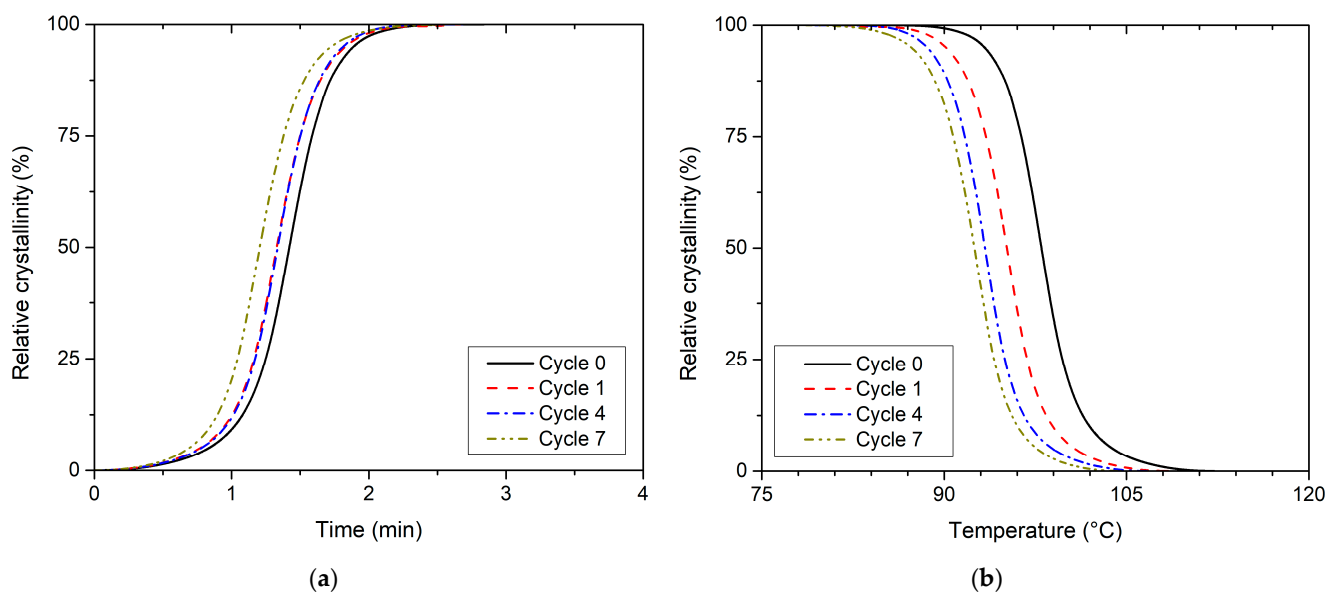 100
75
50
25
0
Relative crystallinity (%)
Cycle 0
Cycle 1
Cycle 4
Cycle 7
0 1 2 3 4
Time (min)
(a)
100
75
50
25
0
Relative crystallinity (%)
Cycle 0
Cycle 1
Cycle 4
Cycle 7
75 90 105 120
Temperature (°C)
(b)